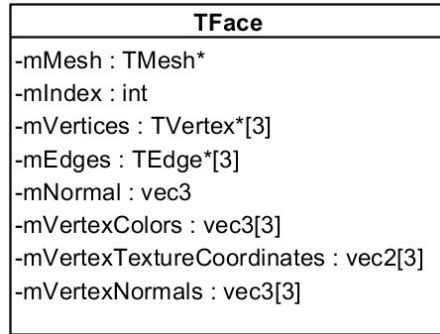 TFace
-mMesh : TMesh*
-mIndex : int
-mVertices : TVertex*[3]
-mEdges : TEdge*[3]
-mNormal : vec3
-mVertexColors : vec3[3]
-mVertexTextureCoordinates : vec2[3]
-mVertexNormals : vec3[3]